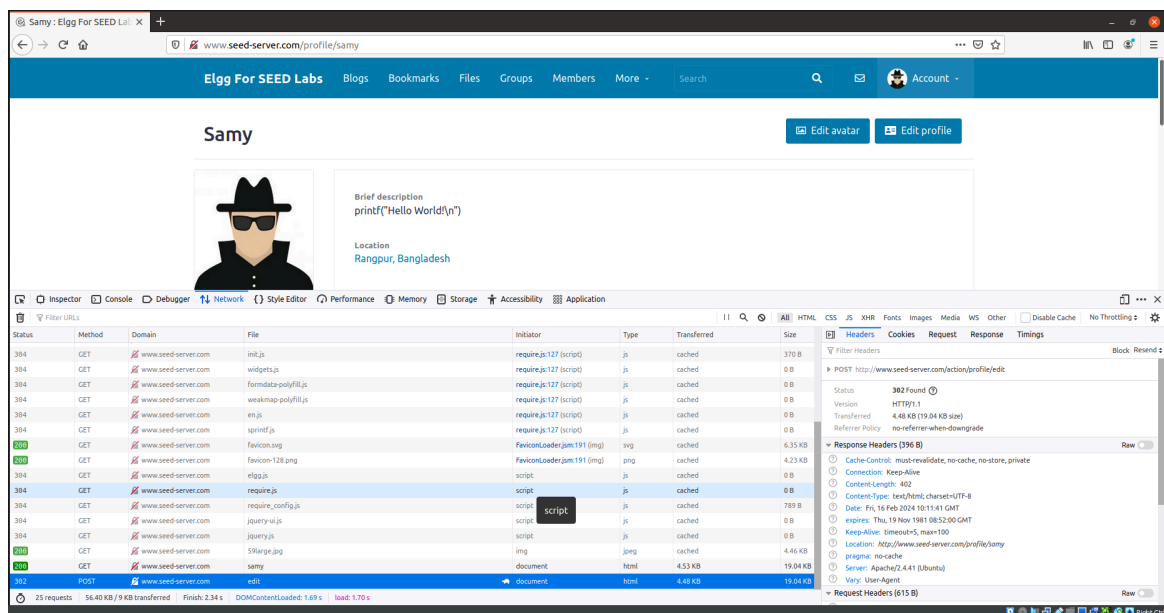 Samy : Elgg For SEED Lab
www.seed-server.com/profile/samy
Elgg For SEED Labs Blogs Bookmarks Files Groups Members More Search Account
Samy Edit avatar Edit profile
Brief description
printf("Hello World!\n")
Location
Rangpur, Bangladesh
Inspector Console Debugger Network Style Editor Performance Memory Storage Accessibility Application
Filter URLs All HTML CSS JS XHR Fonts Images Media WS Other Disable Cache No Throttling
Status Method Domain File Initiator Type Transferred Size
304 GET www.seed-server.com init.js require.js:127 (script) js cached 370 B
304 GET www.seed-server.com widgets.js require.js:127 (script) js cached 0 B
304 GET www.seed-server.com formdata-polyfill.js require.js:127 (script) js cached 0 B
304 GET www.seed-server.com weakmap-polyfill.js require.js:127 (script) js cached 0 B
304 GET www.seed-server.com en.js require.js:127 (script) js cached 0 B
304 GET www.seed-server.com sprintf.js require.js:127 (script) js cached 0 B
200 GET www.seed-server.com favicon.svg FaviconLoader.jsm:191 (img) svg cached 6.35 KB
200 GET www.seed-server.com favicon-128.png FaviconLoader.jsm:191 (img) png cached 4.23 KB
304 GET www.seed-server.com elgg.js script js cached 0 B
304 GET www.seed-server.com require.js script js cached 0 B
304 GET www.seed-server.com require_config.js script js cached 789 B
304 GET www.seed-server.com jquery-ui.js script js cached 0 B
304 GET www.seed-server.com jquery.js script js cached 0 B
200 GET www.seed-server.com 59large.jpg img jpeg cached 4.46 KB
200 GET www.seed-server.com samy document html 4.53 KB 19.04 KB
302 POST www.seed-server.com edit document html 4.48 KB 19.04 KB
script
25 requests 56.40 KB / 9 KB transferred Finish: 2.34 s DOMContentLoaded: 1.69 s load: 1.70 s
Headers Cookies Request Response Timings
Filter Headers Block Resend
POST http://www.seed-server.com/action/profile/edit
Status 302 Found
Version HTTP/1.1
Transferred 4.48 KB (19.04 KB size)
Referrer Policy no-referrer-when-downgrade
Response Headers (396 B) Raw
Cache-Control: must-revalidate, no-cache, no-store, private
Connection: Keep-Alive
Content-Length: 402
Content-Type: text/html; charset=UTF-8
Date: Fri, 16 Feb 2024 10:11:41 GMT
expires: Thu, 19 Nov 1981 08:52:00 GMT
Keep-Alive: timeout=5, max=100
Location: http://www.seed-server.com/profile/samy
pragma: no-cache
Server: Apache/2.4.41 (Ubuntu)
Vary: User-Agent
Request Headers (615 B) Raw